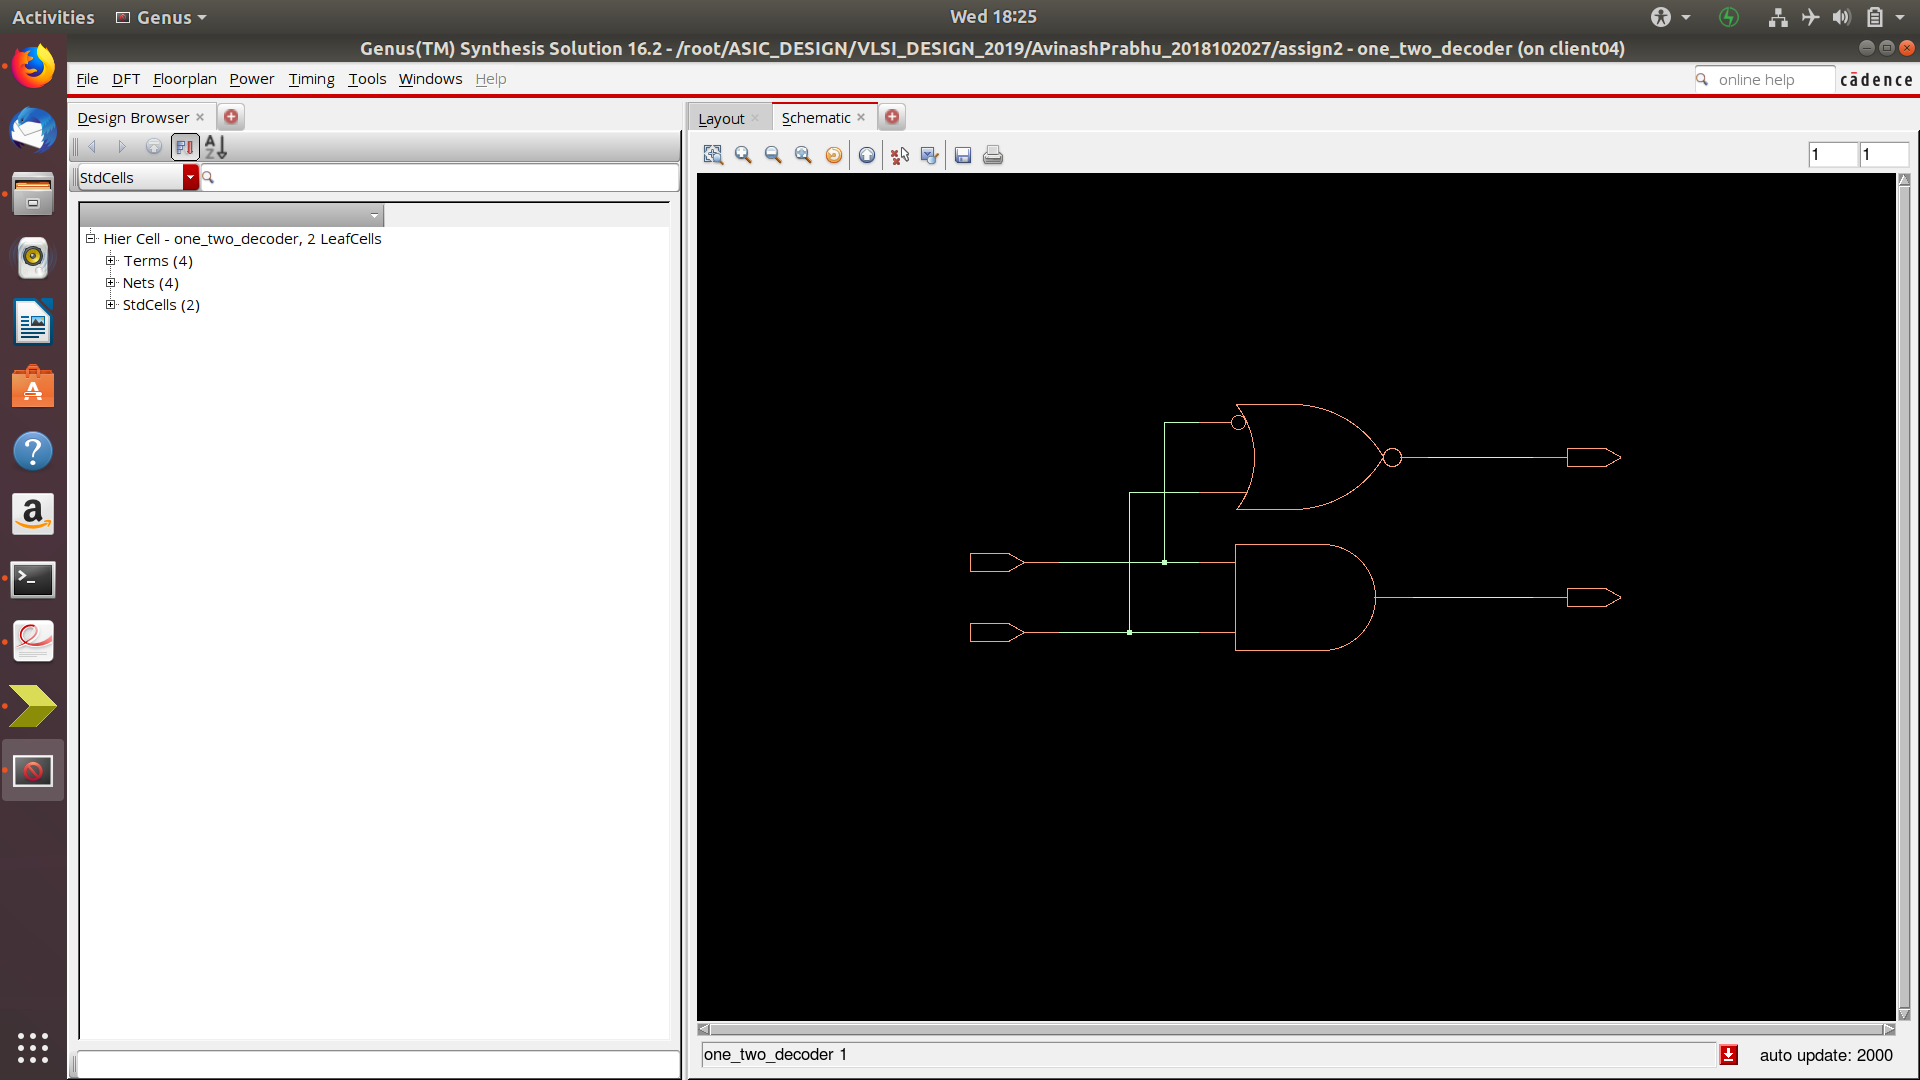 Activities Genus Wed 18:25
Genus(TM) Synthesis Solution 16.2 - /root/ASIC_DESIGN/VLSI_DESIGN_2019/AvinashPrabhu_2018102027/assign2 - one_two_decoder (on client04)
File DFT Floorplan Power Timing Tools Windows Help online help cādence
Design Browser Layout Schematic
1 1
StdCells
Hier Cell - one_two_decoder, 2 LeafCells
Terms (4)
Nets (4)
StdCells (2)
one_two_decoder 1 auto update: 2000